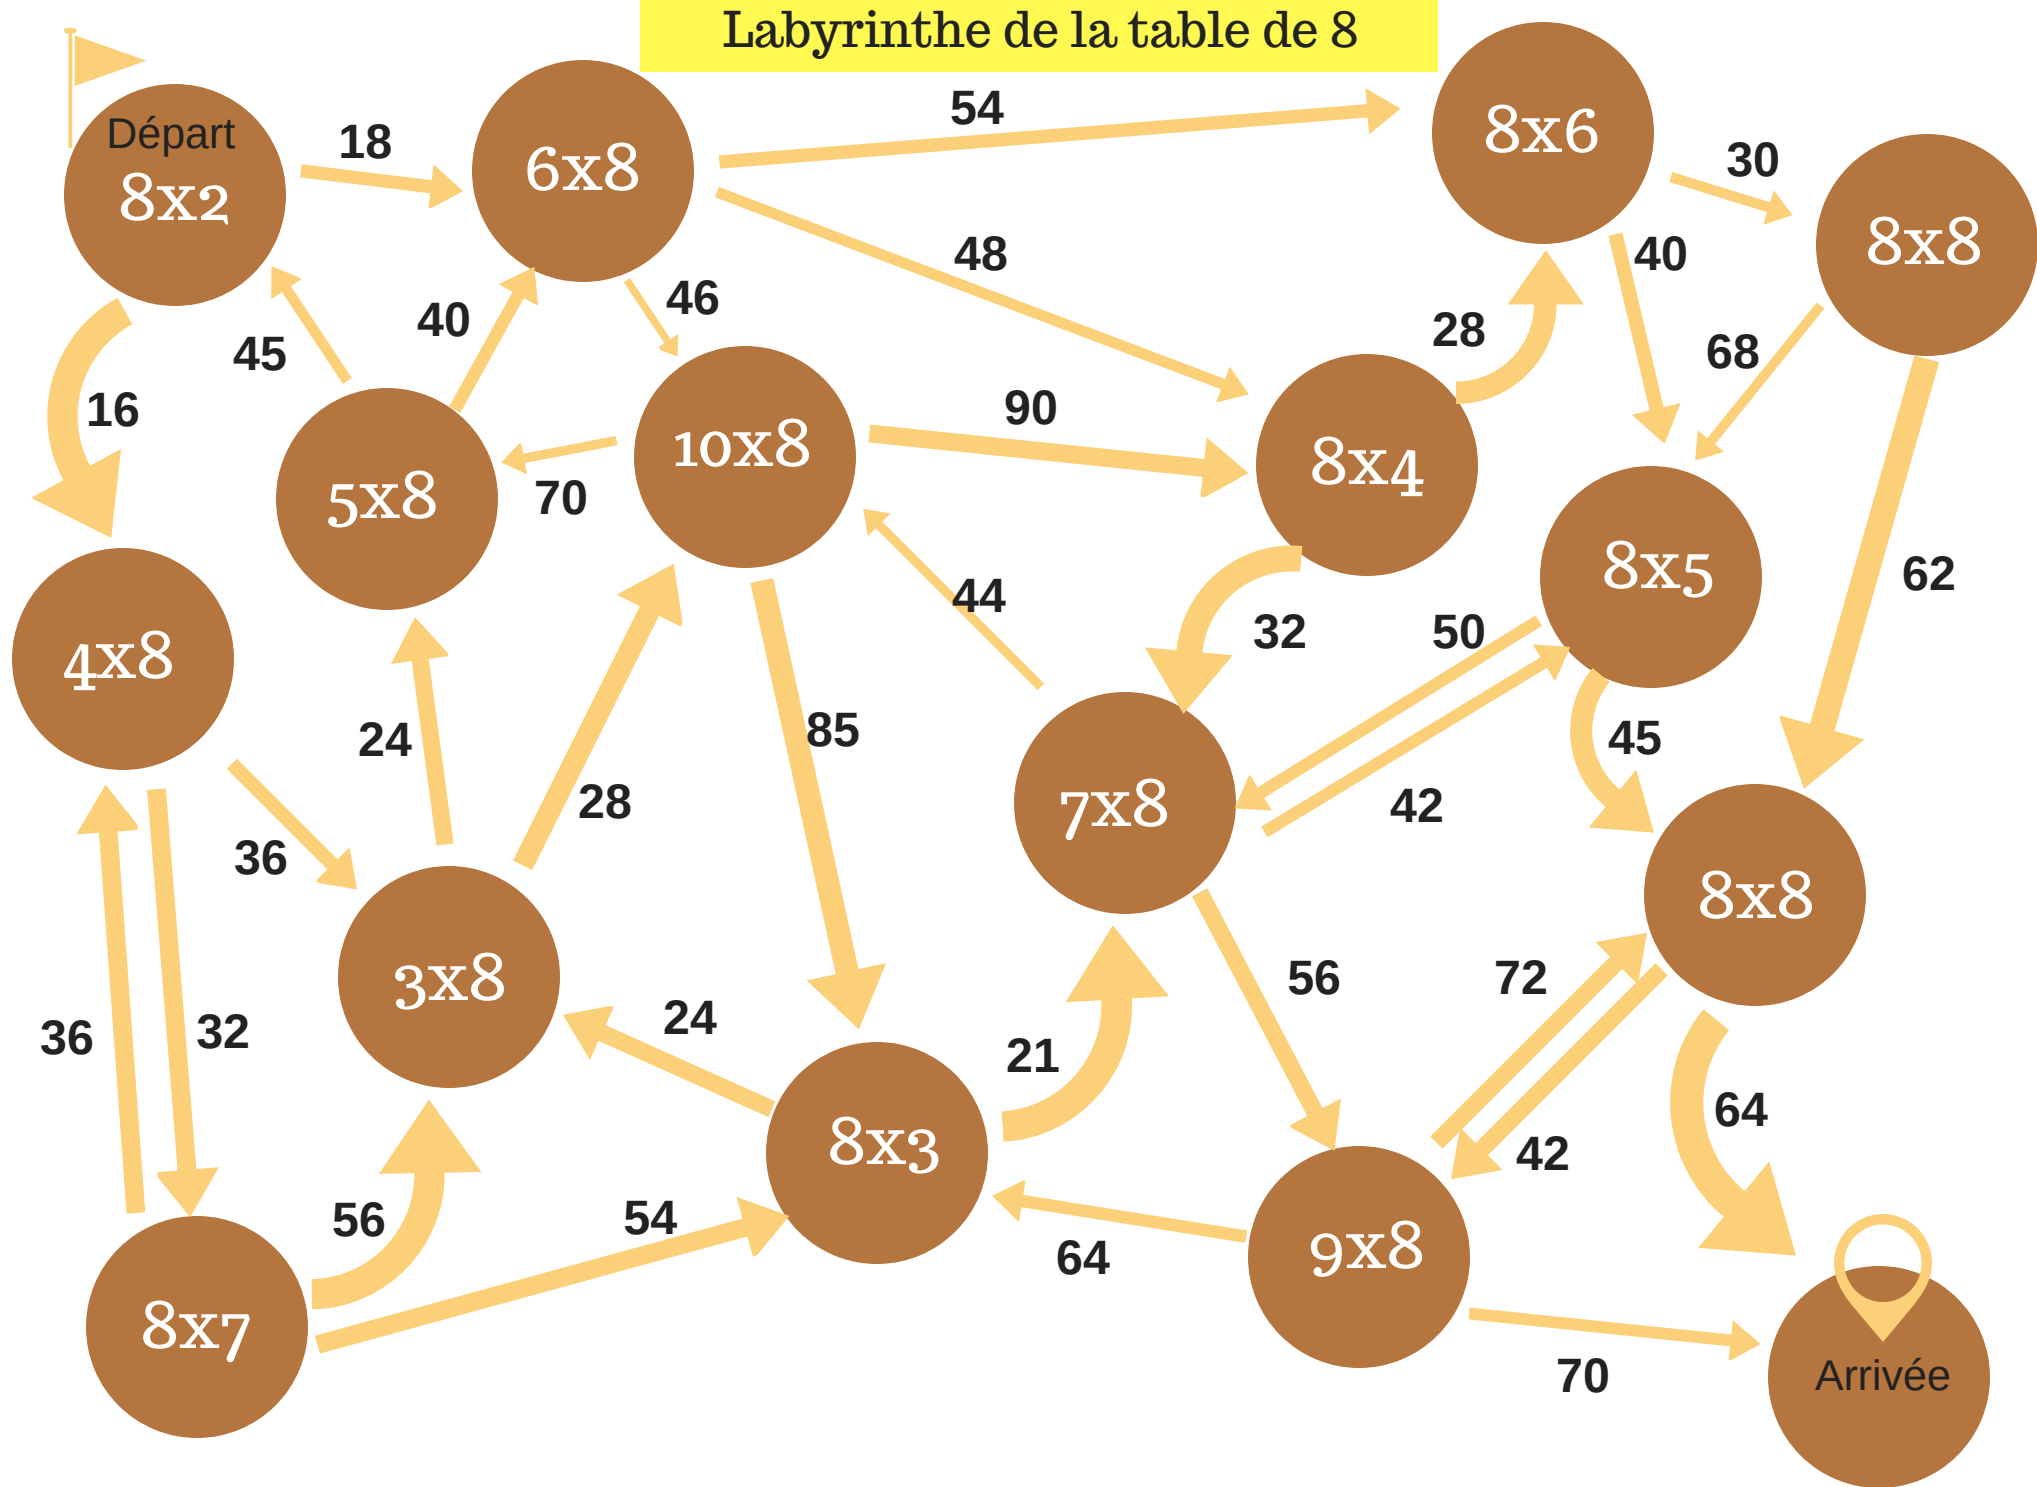 Labyrinthe de la table de 8
Départ
8x2
18
6x8
54
8x6
30
8x8
48
40
46
28
68
45
40
16
90
5x8
70
10x8
8x4
8x5
62
44
32
50
4x8
24
28
85
7x8
42
45
36
8x8
3x8
24
21
56
72
36
32
64
8x3
42
56
54
64
9x8
8x7
70
Arrivée